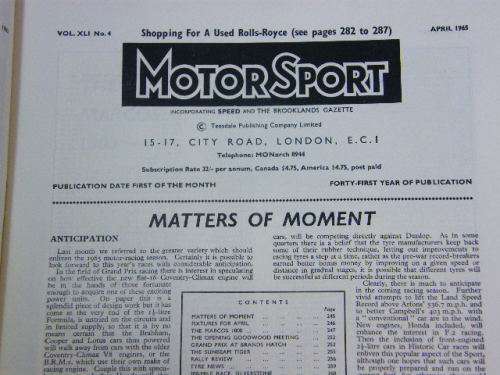 VOL. XLI No. 4
Shopping For A Used Rolls-Royce (see pages 282 to 287)
APRIL 1965
MOTOR SPORT
INCORPORATING SPEED AND THE BROOKLANDS GAZETTE
© Teesdale Publishing Company Limited
15-17, CITY ROAD, LONDON, E.C.1
Telephone: MONarch 8944
Subscription Rate 32/- per annum, Canada $4.75, America $4.75, post paid
PUBLICATION DATE FIRST OF THE MONTH
FORTY-FIRST YEAR OF PUBLICATION
MATTERS OF MOMENT
ANTICIPATION
Last month we referred to the greater variety which should
enliven the 1965 motor-racing season. Certainly it is possible to
look forward to this year's races with considerable anticipation.
In the field of Grand Prix racing there is interest in speculating
on how effective the new flat-16 Coventry-Climax engine will
be in the hands of those fortunate
enough to acquire one of these exciting
power units. On paper this is a
splendid piece of design work but it has
come at the very end of the 1½-litre
Formula, is untried on the circuits and
in limited supply, so that it is by no
means certain that the Brabham,
Cooper and Lotus cars thus powered
will walk away from cars with the older
Coventry-Climax V8 engines, or the
B.R.M.s, which use their own make of
racing engine. Couple this with the
cars, will be competing directly against Dunlop. As in some
quarters there is a belief that the tyre manufacturers keep back
some of their rubber technique, letting out improvements to
racing tyres a step at a time, rather as the pre-war record-breakers
earned better bonus money by improving on a given speed or
distance in gradual stages, it is possible that different tyres will
be successful at different periods during the season.
Clearly, there is much to anticipate
in the coming racing season. Further
vivid attempts to lift the Land Speed
Record above Arfons' 536.7 m.p.h. and
to better Campbell's 403 m.p.h. with
a "conventional" car are in the wind.
New engines, Honda included, will
enhance the interest in F.2 racing.
Then the inclusion of front-engined
2½-litre cars in Historic Car races will
enliven this popular aspect of the Sport,
although one hopes that such cars will
be properly prepared and run on the
CONTENTS
Page
MATTERS OF MOMENT 245
FIXTURES FOR APRIL
THE MARCOS 1800
THE OPENING GOODWOOD MEETING
GRAND PRIX AT BRANDS HATCH
THE SUNBEAM TIGER
RALLY REVIEW
TYRE NEWS